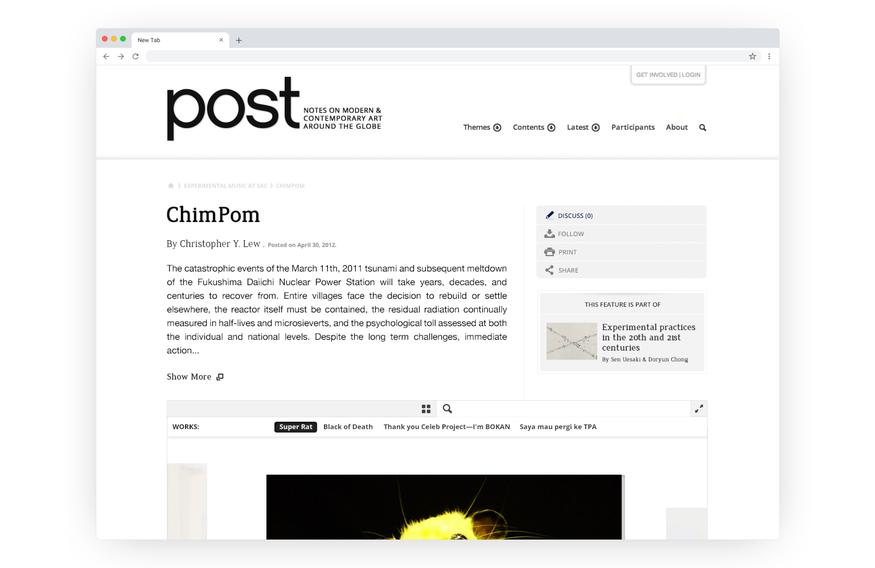 New Tab
GET INVOLVED | LOGIN
post
NOTES ON MODERN &
CONTEMPORARY ART
AROUND THE GLOBE
Themes
Contents
Latest
Participants
About
EXPERIMENTAL MUSIC AT SAC > CHIMPOM
ChimPom
By Christopher Y. Lew . Posted on April 30, 2012.
The catastrophic events of the March 11th, 2011 tsunami and subsequent meltdown
of the Fukushima Daiichi Nuclear Power Station will take years, decades, and
centuries to recover from. Entire villages face the decision to rebuild or settle
elsewhere, the reactor itself must be contained, the residual radiation continually
measured in half-lives and microsieverts, and the psychological toll assessed at both
the individual and national levels. Despite the long term challenges, immediate
action...
Show More
DISCUSS (0)
FOLLOW
PRINT
SHARE
THIS FEATURE IS PART OF
Experimental practices
in the 20th and 21st
centuries
By Sen Uesaki & Doryun Chong
WORKS:
Super Rat
Black of Death
Thank you Celeb Project—I'm BOKAN
Saya mau pergi ke TPA